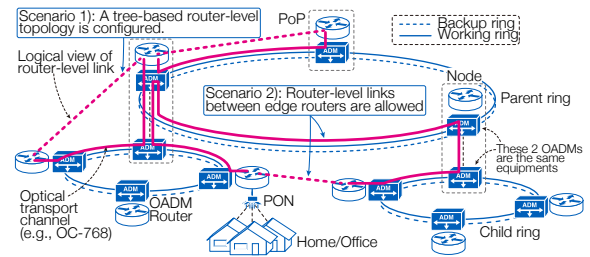 Scenario 1): A tree-based router-level
topology is configured.
PoP
Backup ring
Working ring
Logical view of
router-level link
ADM
ADM
Node
Scenario 2): Router-level links
between edge routers are allowed
Parent ring
ADM
These 2 OADMs
are the same
equipments
ADM
ADM
ADM
ADM
ADM
ADM
Optical
transport
channel
(e.g., OC-768)
ADM
OADM
Router
PON
Home/Office
ADM
ADM
Child ring